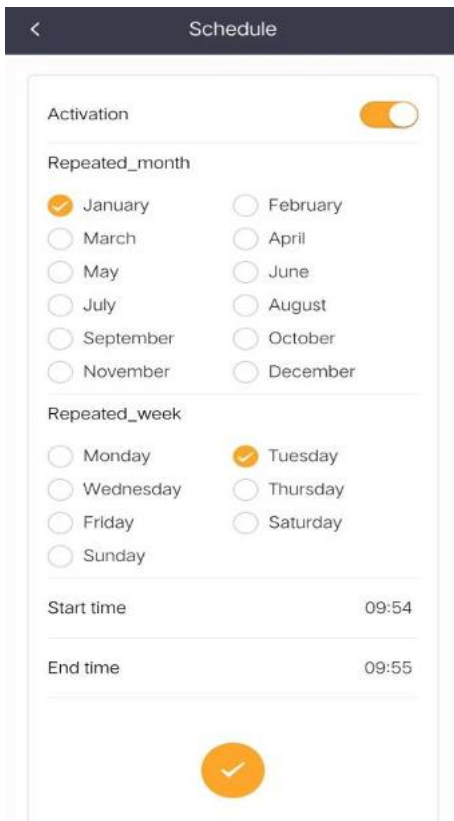 Schedule
Activation
Repeated_month
January February
March April
May June
July August
September October
November December
Repeated_week
Monday Tuesday
Wednesday Thursday
Friday Saturday
Sunday
Start time 09:54
End time 09:55